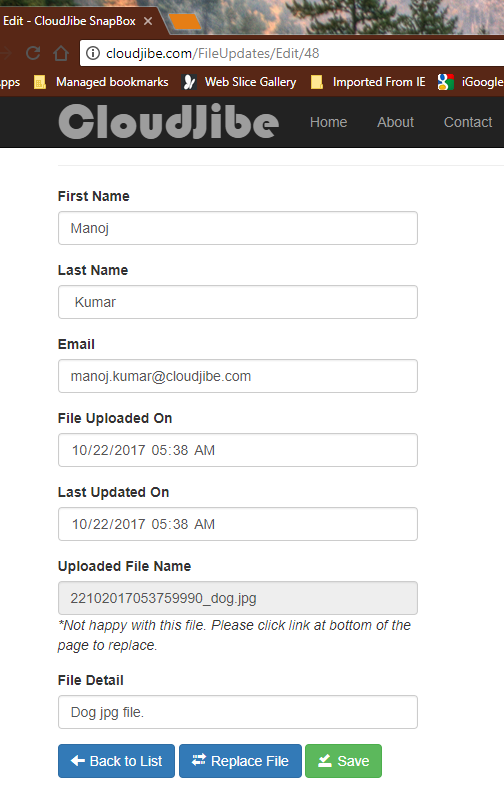 Edit - CloudJibe SnapBox
cloudjibe.com/FileUpdates/Edit/48
pps Managed bookmarks Web Slice Gallery Imported From IE iGoogle
CloudJibe Home About Contact
First Name
Manoj
Last Name
Kumar
Email
manoj.kumar@cloudjibe.com
File Uploaded On
10/22/2017 05:38 AM
Last Updated On
10/22/2017 05:38 AM
Uploaded File Name
22102017053759990_dog.jpg
*Not happy with this file. Please click link at bottom of the
page to replace.
File Detail
Dog jpg file.
Back to List Replace File Save